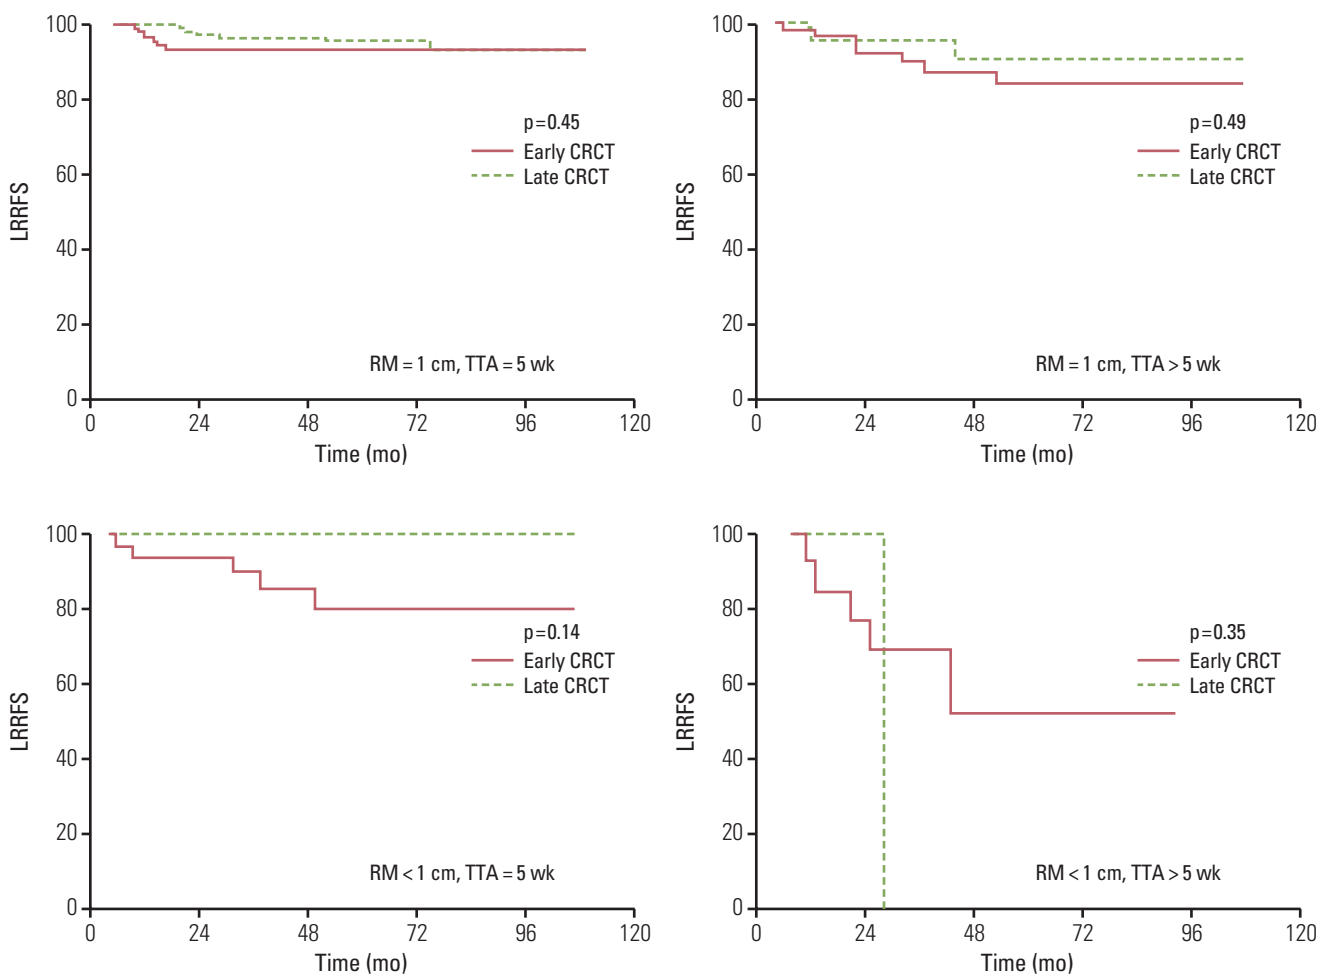 100
80
60
40
20
0
LRRFS
p=0.45
Early CRCT
Late CRCT
RM = 1 cm, TTA = 5 wk
0 24 48 72 96 120
Time (mo)
100
80
60
40
20
0
LRRFS
p=0.49
Early CRCT
Late CRCT
RM = 1 cm, TTA > 5 wk
0 24 48 72 96 120
Time (mo)
100
80
60
40
20
0
LRRFS
p=0.14
Early CRCT
Late CRCT
RM < 1 cm, TTA = 5 wk
0 24 48 72 96 120
Time (mo)
100
80
60
40
20
0
LRRFS
p=0.35
Early CRCT
Late CRCT
RM < 1 cm, TTA > 5 wk
0 24 48 72 96 120
Time (mo)